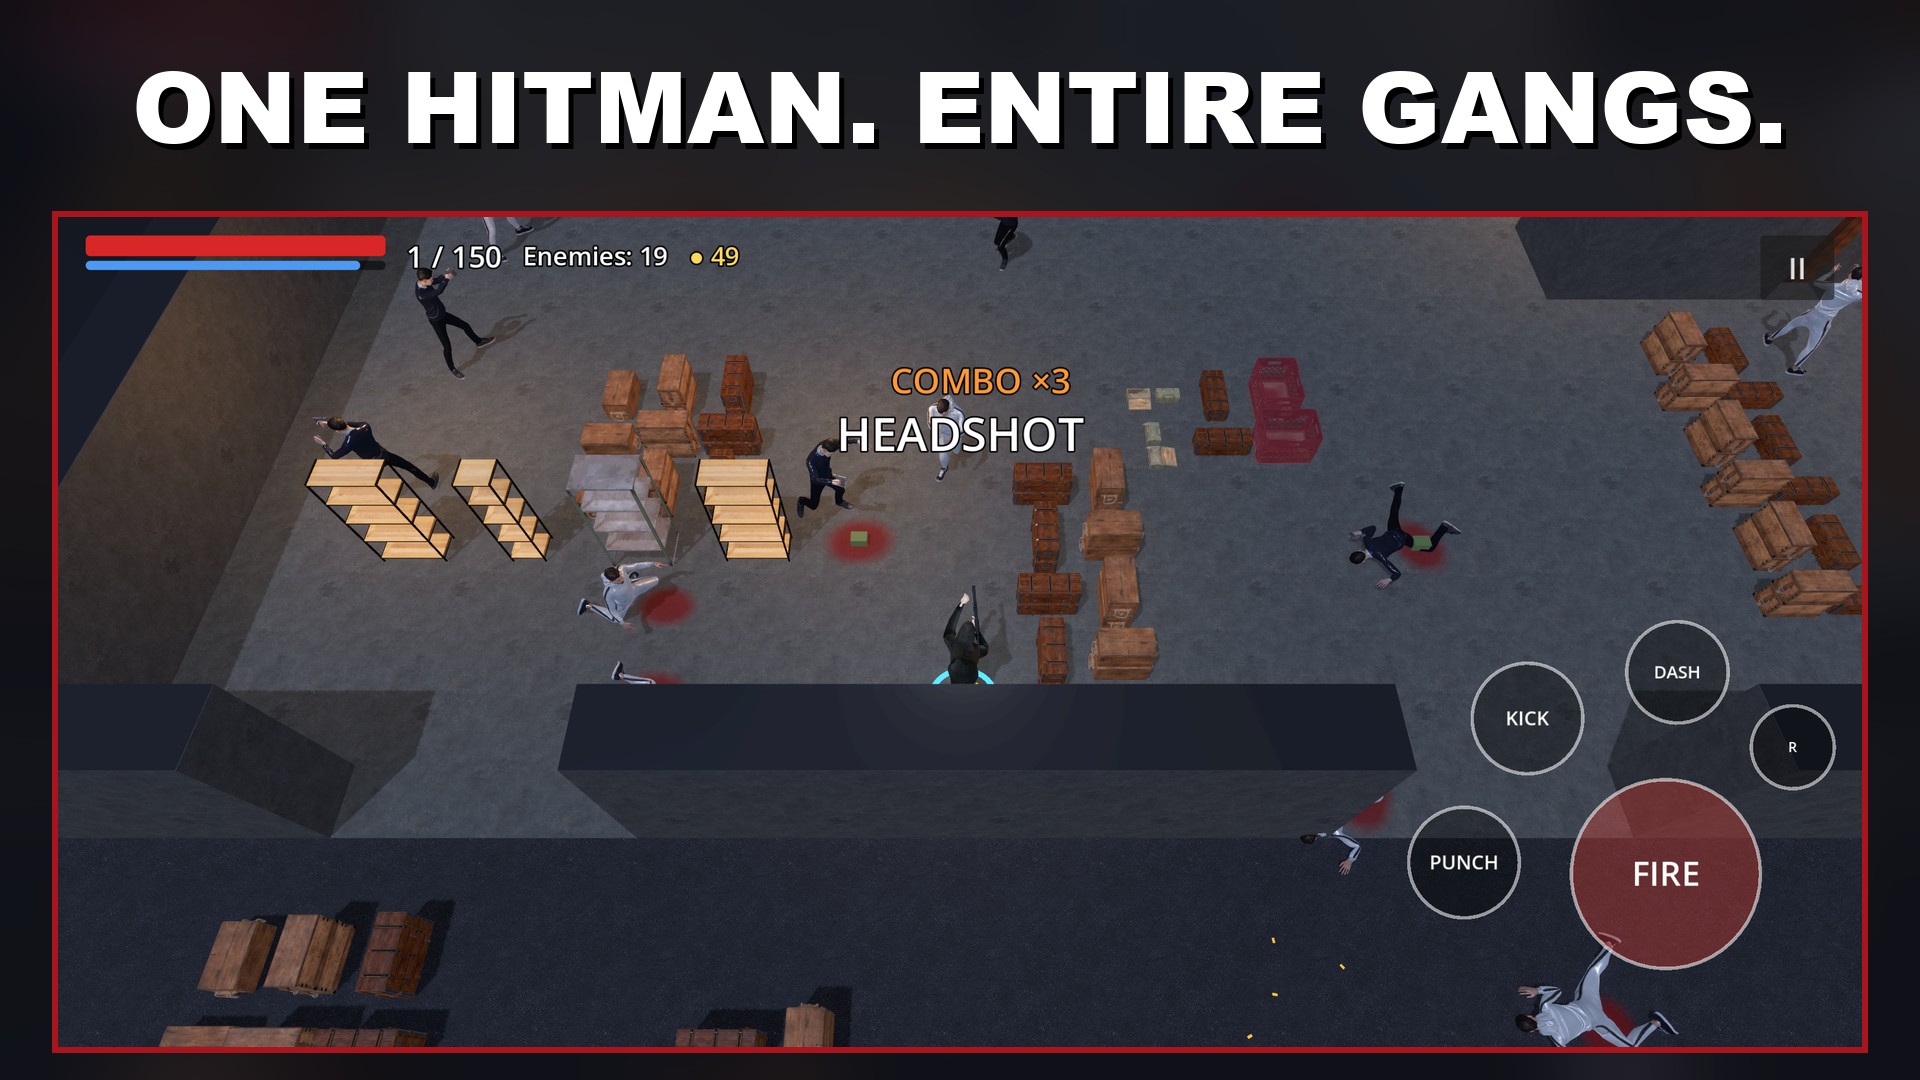 ONE HITMAN. ENTIRE GANGS.
1 / 150 Enemies: 19 49
COMBO ×3
HEADSHOT
DASH
KICK
R
PUNCH
FIRE